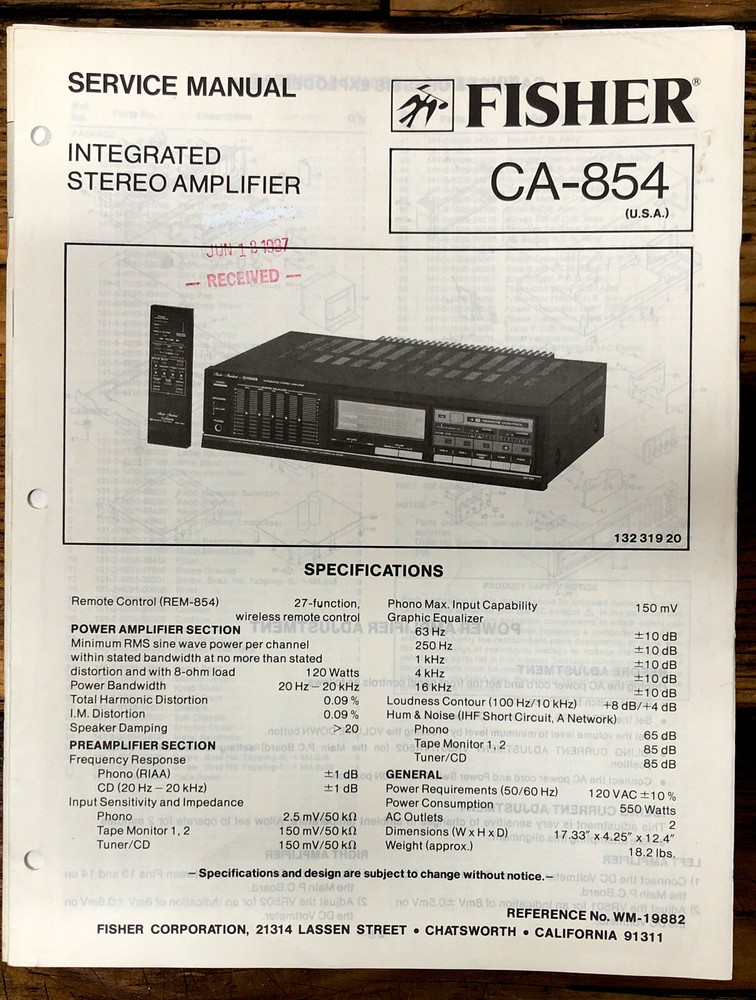 SERVICE MANUAL
FISHER®
INTEGRATED
STEREO AMPLIFIER
CA-854
(U.S.A.)
JUN 12 1987
— RECEIVED —
FISHER
132 319 20
SPECIFICATIONS
Remote Control (REM-854) 27-function,
wireless remote control
POWER AMPLIFIER SECTION
Minimum RMS sine wave power per channel
within stated bandwidth at no more than stated
distortion and with 8-ohm load 120 Watts
Power Bandwidth 20 Hz – 20 kHz
Total Harmonic Distortion 0.09 %
I.M. Distortion 0.09 %
Speaker Damping > 20
PREAMPLIFIER SECTION
Frequency Response
Phono (RIAA) ±1 dB
CD (20 Hz – 20 kHz) ±1 dB
Input Sensitivity and Impedance
Phono 2.5 mV/50 kΩ
Tape Monitor 1, 2 150 mV/50 kΩ
Tuner/CD 150 mV/50 kΩ
Phono Max. Input Capability 150 mV
Graphic Equalizer
63 Hz ±10 dB
250 Hz ±10 dB
1 kHz ±10 dB
4 kHz ±10 dB
16 kHz ±10 dB
Loudness Contour (100 Hz/10 kHz) +8 dB/+4 dB
Hum & Noise (IHF Short Circuit, A Network)
Phono 65 dB
Tape Monitor 1, 2 85 dB
Tuner/CD 85 dB
GENERAL
Power Requirements (50/60 Hz) 120 VAC ±10 %
Power Consumption 550 Watts
AC Outlets 2
Dimensions (W x H x D) 17.33" x 4.25" x 12.4"
Weight (approx.) 18.2 lbs.
– Specifications and design are subject to change without notice. –
REFERENCE No. WM-19882
FISHER CORPORATION, 21314 LASSEN STREET • CHATSWORTH • CALIFORNIA 91311